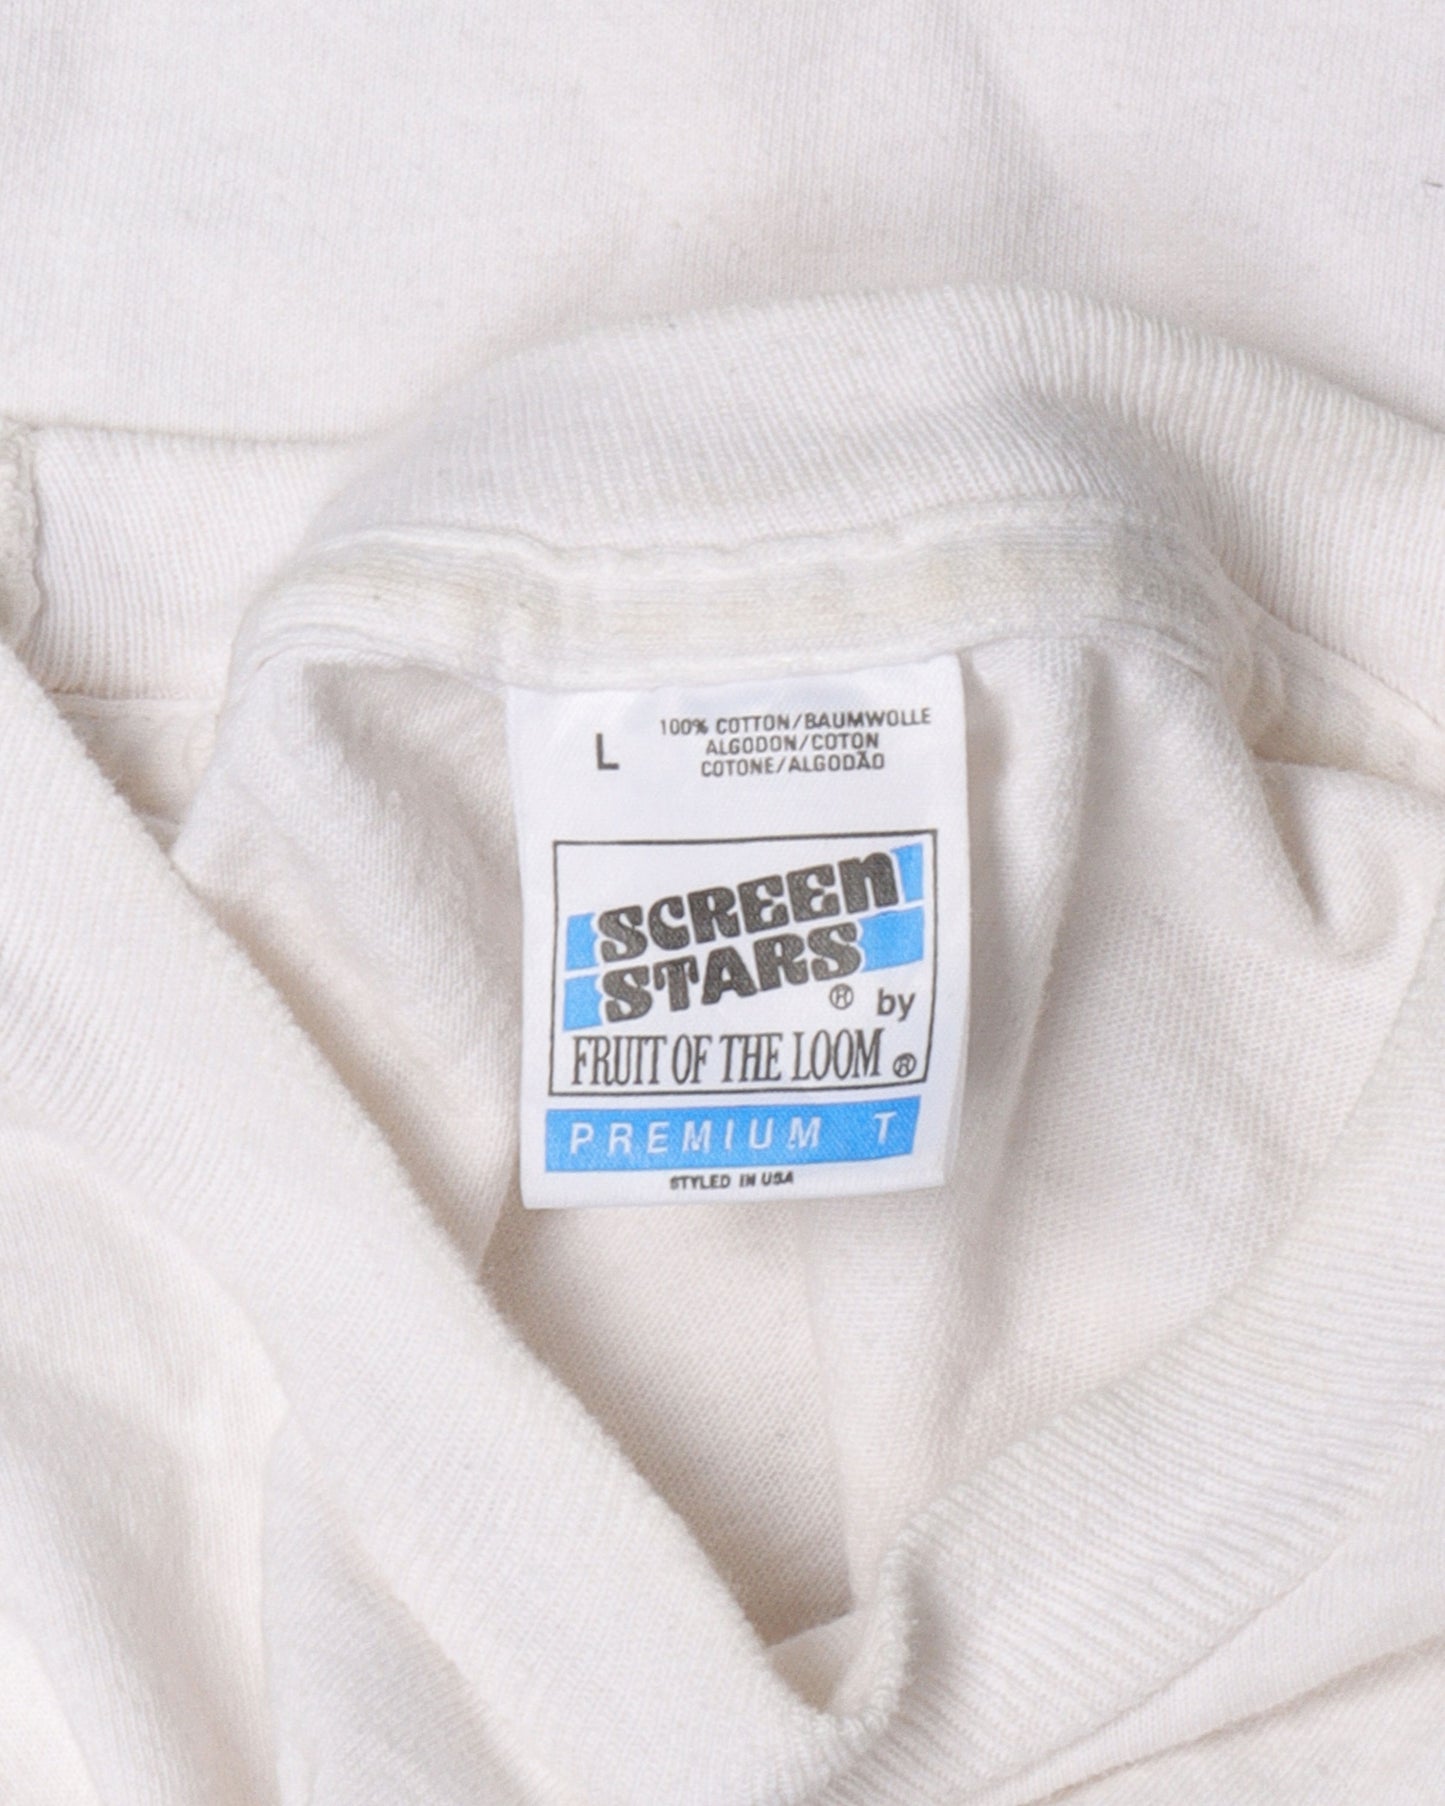 L
100% COTTON/BAUMWOLLE
ALGODON/COTON
COTONE/ALGODÃO
SCREEN
STARS
® by
FRUIT OF THE LOOM ®
PREMIUM T
STYLED IN USA